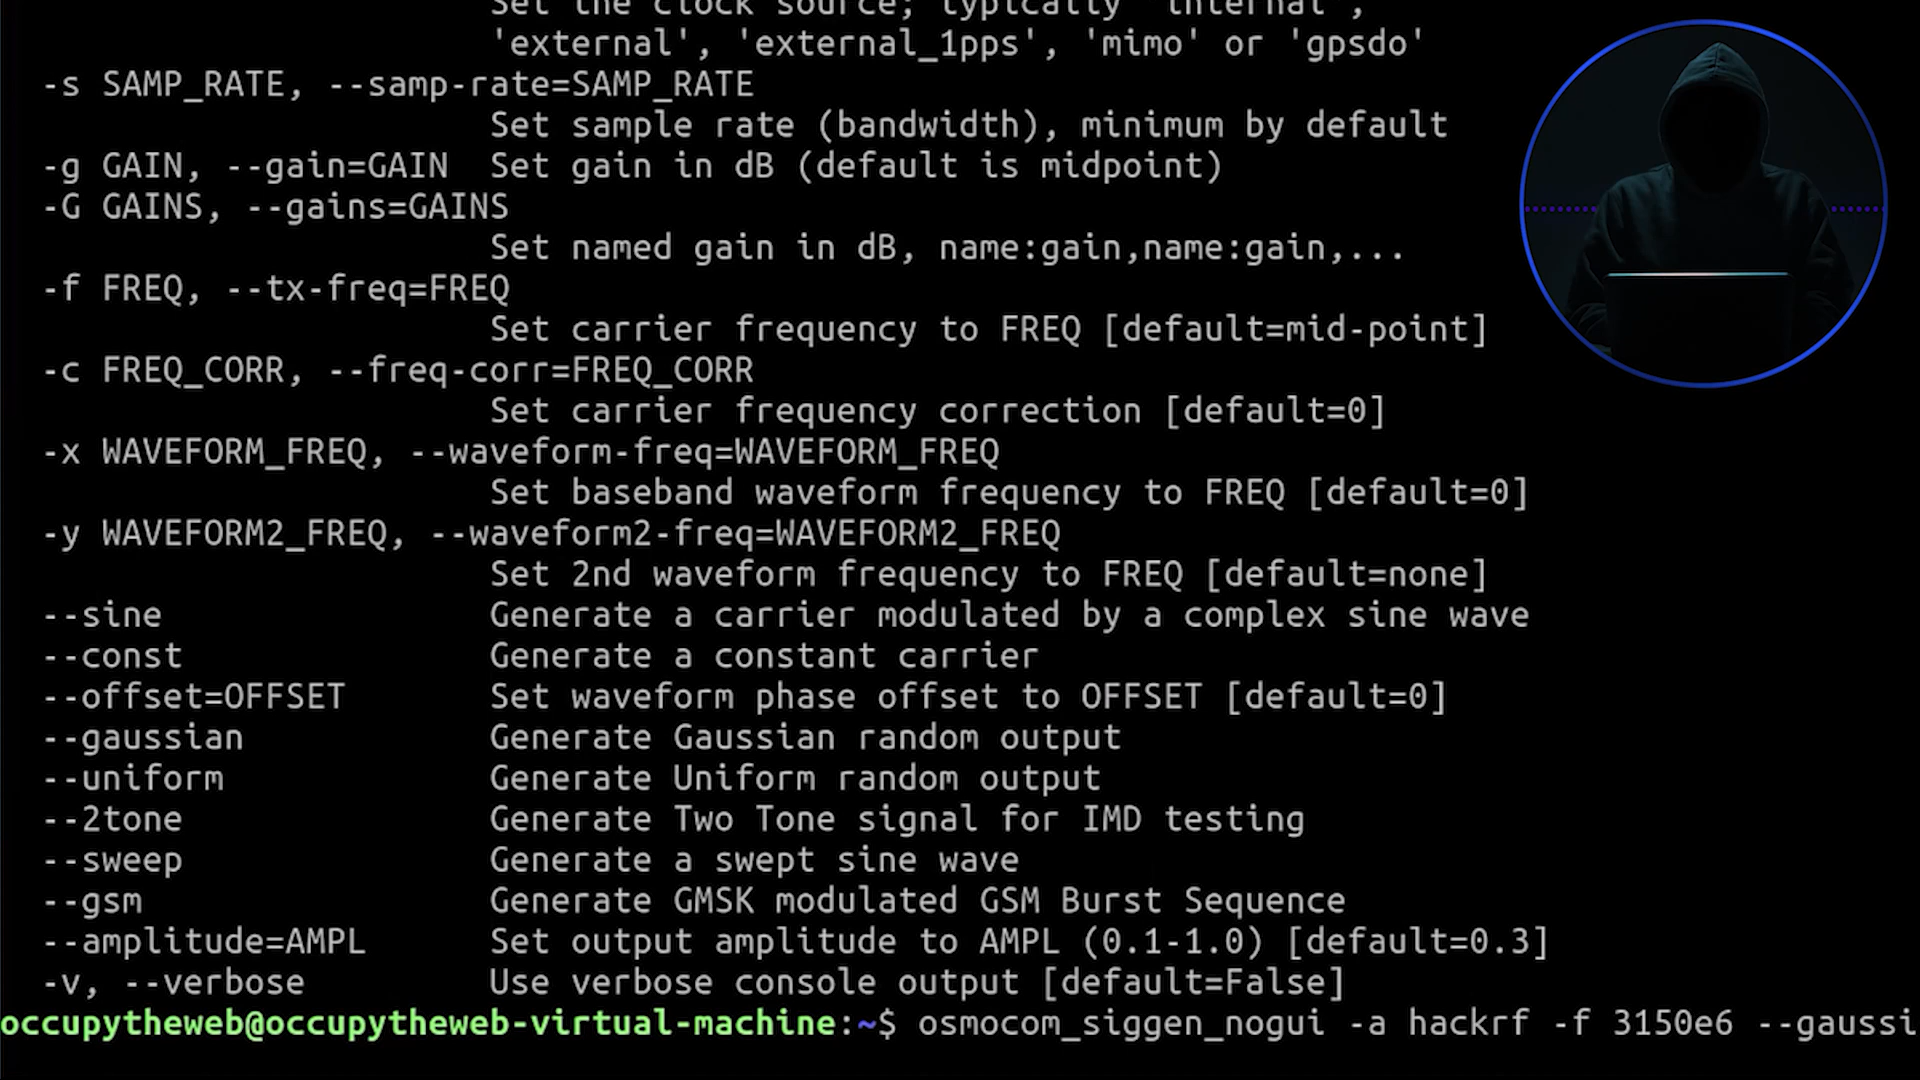 Set the clock source; typically 'internal',
'external', 'external_1pps', 'mimo' or 'gpsdo'
-s SAMP_RATE, --samp-rate=SAMP_RATE
Set sample rate (bandwidth), minimum by default
-g GAIN, --gain=GAIN Set gain in dB (default is midpoint)
-G GAINS, --gains=GAINS
Set named gain in dB, name:gain,name:gain,...
-f FREQ, --tx-freq=FREQ
Set carrier frequency to FREQ [default=mid-point]
-c FREQ_CORR, --freq-corr=FREQ_CORR
Set carrier frequency correction [default=0]
-x WAVEFORM_FREQ, --waveform-freq=WAVEFORM_FREQ
Set baseband waveform frequency to FREQ [default=0]
-y WAVEFORM2_FREQ, --waveform2-freq=WAVEFORM2_FREQ
Set 2nd waveform frequency to FREQ [default=none]
--sine Generate a carrier modulated by a complex sine wave
--const Generate a constant carrier
--offset=OFFSET Set waveform phase offset to OFFSET [default=0]
--gaussian Generate Gaussian random output
--uniform Generate Uniform random output
--2tone Generate Two Tone signal for IMD testing
--sweep Generate a swept sine wave
--gsm Generate GMSK modulated GSM Burst Sequence
--amplitude=AMPL Set output amplitude to AMPL (0.1-1.0) [default=0.3]
-v, --verbose Use verbose console output [default=False]
occupytheweb@occupytheweb-virtual-machine:~$ osmocom_siggen_nogui -a hackrf -f 3150e6 --gaussi